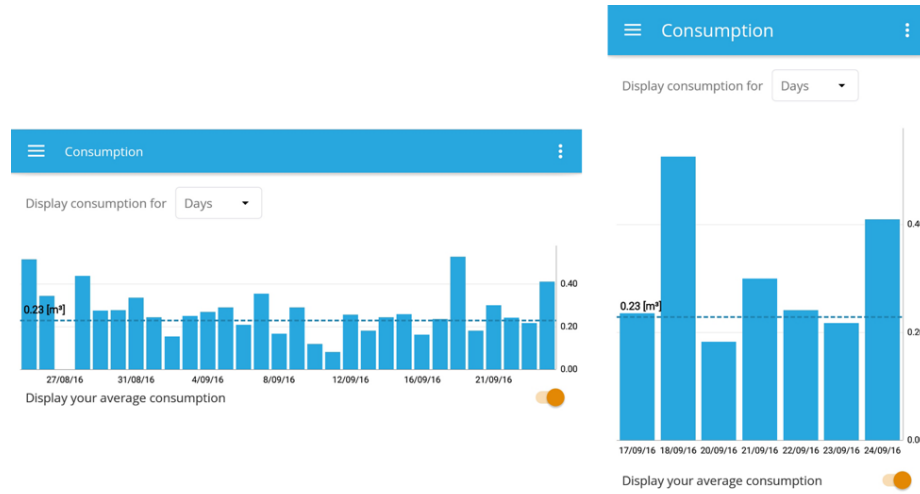 Consumption
Display consumption for Days
0.23 [m³]
0.40
0.20
0.00
27/08/16 31/08/16 4/09/16 8/09/16 12/09/16 16/09/16 21/09/16
Display your average consumption
Consumption
Display consumption for Days
0.4
0.23 [m³]
0.2
0.0
17/09/16 18/09/16 20/09/16 21/09/16 22/09/16 23/09/16 24/09/16
Display your average consumption